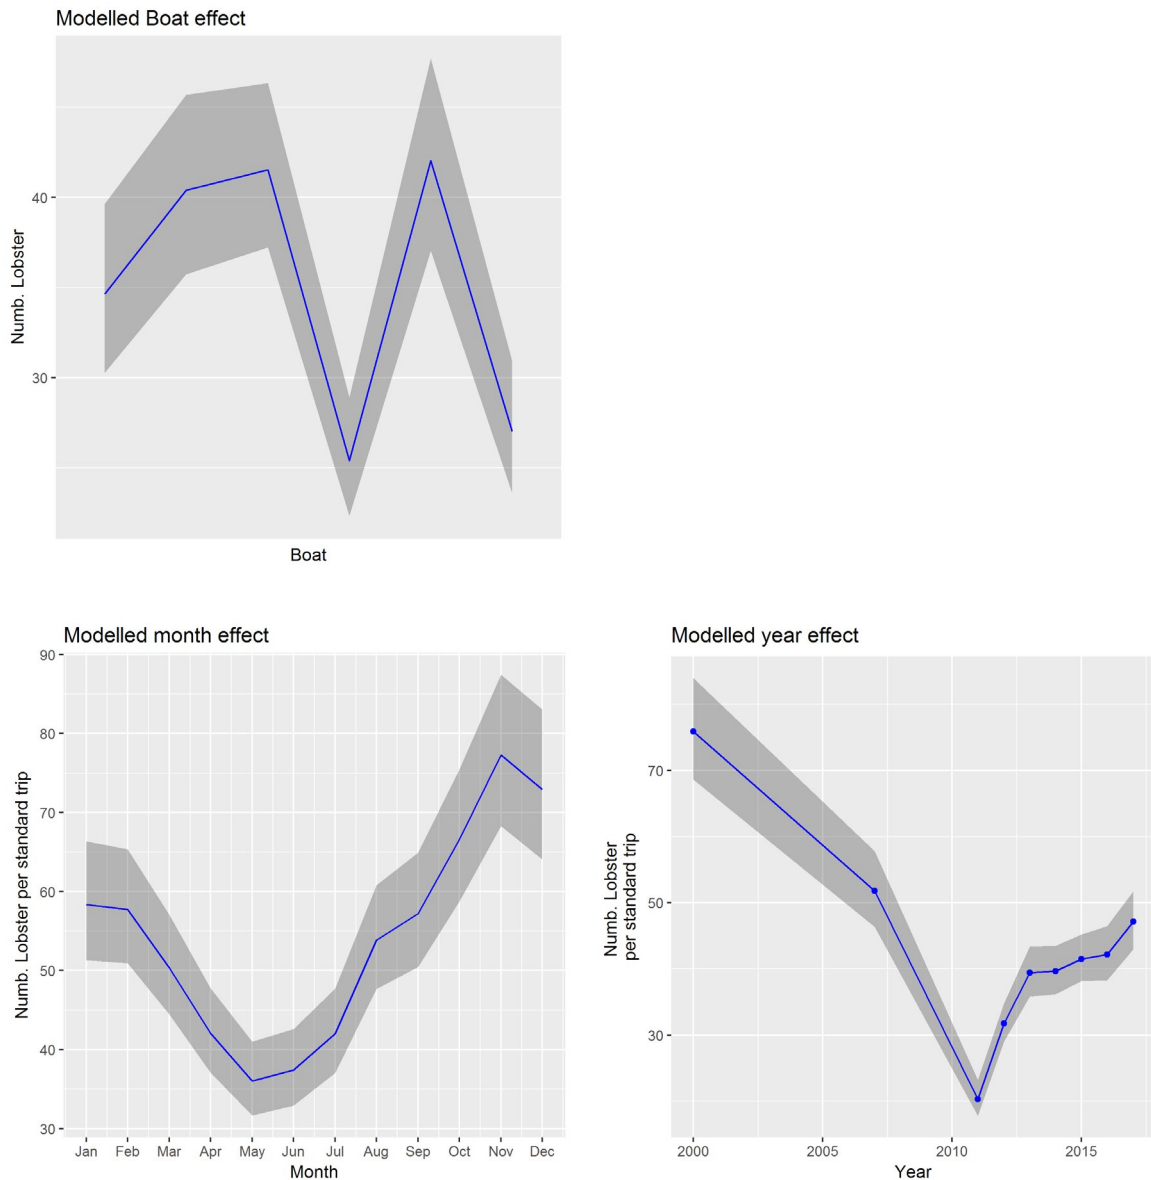 Modelled Boat effect
Numb. Lobster
40
30
Boat
Modelled month effect
Numb. Lobster per standard trip
90
80
70
60
50
40
30
Jan Feb Mar Apr May Jun Jul Aug Sep Oct Nov Dec
Month
Modelled year effect
Numb. Lobster
per standard trip
70
50
30
2000 2005 2010 2015
Year